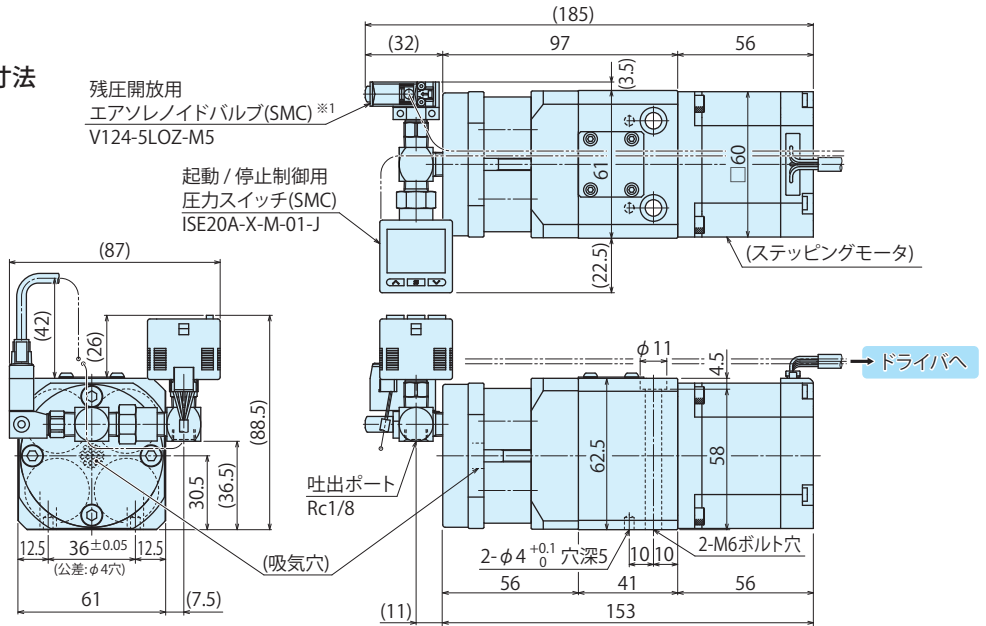 寸法
(185)
(32)
97
56
(3.5)
残圧開放用
エアソレノイドバルブ(SMC) ※1
V124-5LOZ-M5
起動 / 停止制御用
圧力スイッチ(SMC)
ISE20A-X-M-01-J
61
□60
(22.5)
(ステッピングモータ)
(87)
(42)
(26)
(88.5)
30.5
(36.5)
12.5
36±0.05
12.5
(公差:φ4穴)
61
(7.5)
φ11
4.5
ドライバへ
62.5
58
吐出ポート
Rc1/8
(吸気穴)
2-φ4 +0.1 0 穴深5
10
10
2-M6ボルト穴
56
41
56
(11)
153